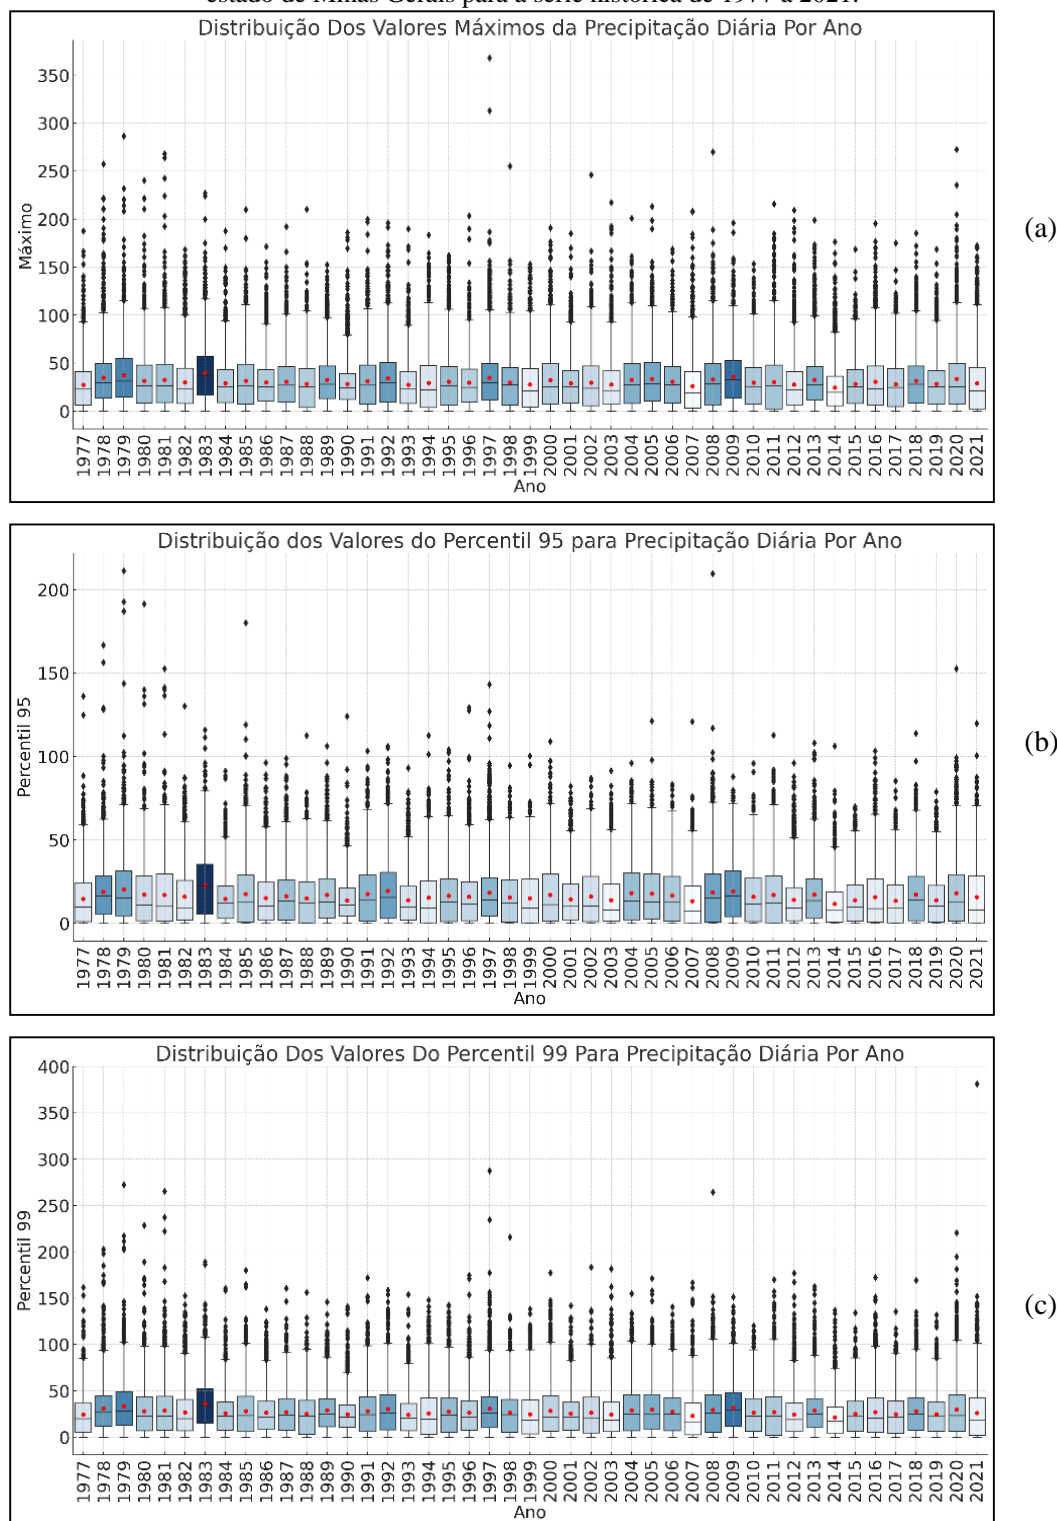 estado de Minas Gerais para a série histórica de 1977 a 2021.
Distribuição Dos Valores Máximos da Precipitação Diária Por Ano
350
300
250
200
150
100
50
0
Máximo
1977 1978 1979 1980 1981 1982 1983 1984 1985 1986 1987 1988 1989 1990 1991 1992 1993 1994 1995 1996 1997 1998 1999 2000 2001 2002 2003 2004 2005 2006 2007 2008 2009 2010 2011 2012 2013 2014 2015 2016 2017 2018 2019 2020 2021
Ano
(a)
Distribuição dos Valores do Percentil 95 para Precipitação Diária Por Ano
200
150
100
50
0
Percentil 95
1977 1978 1979 1980 1981 1982 1983 1984 1985 1986 1987 1988 1989 1990 1991 1992 1993 1994 1995 1996 1997 1998 1999 2000 2001 2002 2003 2004 2005 2006 2007 2008 2009 2010 2011 2012 2013 2014 2015 2016 2017 2018 2019 2020 2021
Ano
(b)
Distribuição Dos Valores Do Percentil 99 Para Precipitação Diária Por Ano
400
350
300
250
200
150
100
50
0
Percentil 99
1977 1978 1979 1980 1981 1982 1983 1984 1985 1986 1987 1988 1989 1990 1991 1992 1993 1994 1995 1996 1997 1998 1999 2000 2001 2002 2003 2004 2005 2006 2007 2008 2009 2010 2011 2012 2013 2014 2015 2016 2017 2018 2019 2020 2021
Ano
(c)